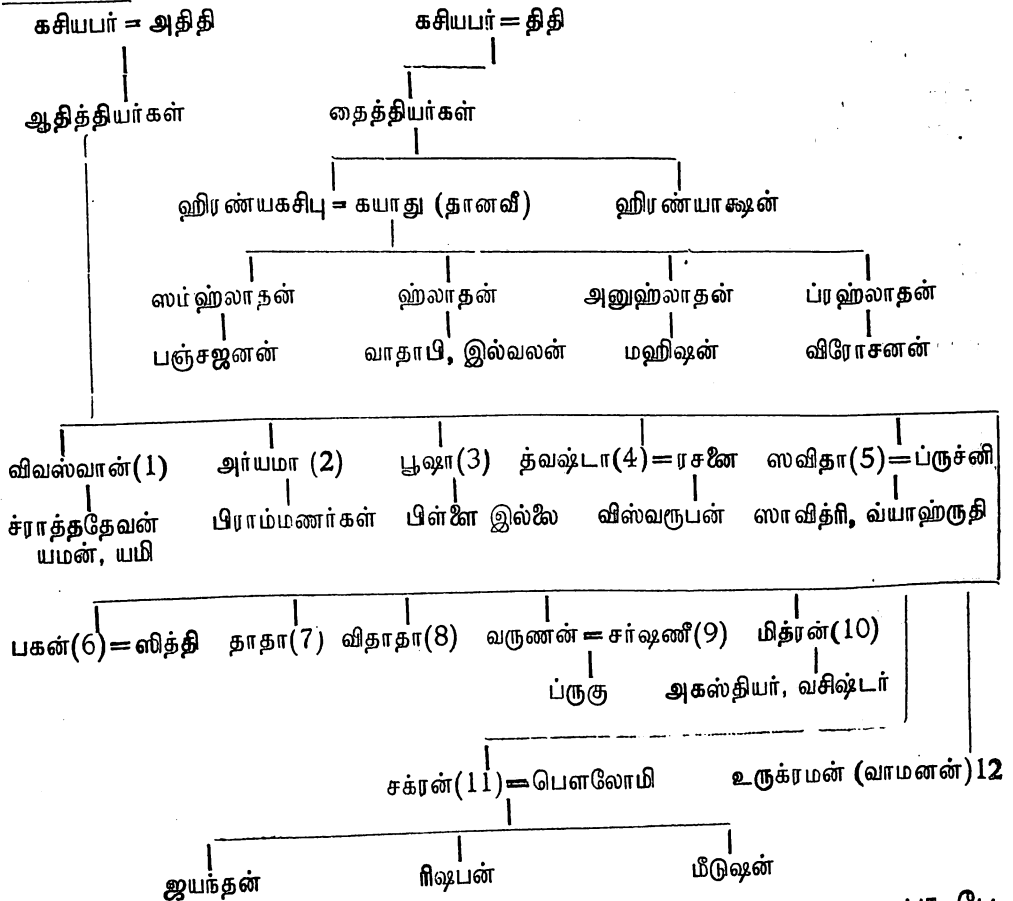 கசியபர் = அதிதி கசியபர் = திதி
ஆதித்தியர்கள் தைத்தியர்கள்
ஹிரண்யகசிபு = கயாது (தானவீ) ஹிரண்யாக்ஷன்
ஸம்ஹ்லாதன் ஹ்லாதன் அனுஹ்லாதன் ப்ரஹ்லாதன்
பஞ்சஜனன் வாதாபி, இல்வலன் மஹிஷன் விரோசனன்
விவஸ்வான்(1) அர்யமா (2) பூஷா(3) த்வஷ்டா(4)=ரசனை ஸவிதா(5)=ப்ருச்னி
ச்ராத்ததேவன் பிராம்மணர்கள் பிள்ளை இல்லை விஸ்வரூபன் ஸாவித்ரி, வ்யாஹ்ருதி
யமன், யமி
பகன்(6)=ஸித்தி தாதா(7) விதாதா(8) வருணன்=சர்ஷணீ(9) மித்ரன்(10)
ப்ருகு அகஸ்தியர், வசிஷ்டர்
சக்ரன்(11)=பௌலோமி உருக்ரமன் (வாமனன்)12
ஜயந்தன் ரிஷபன் மீடுஷன்